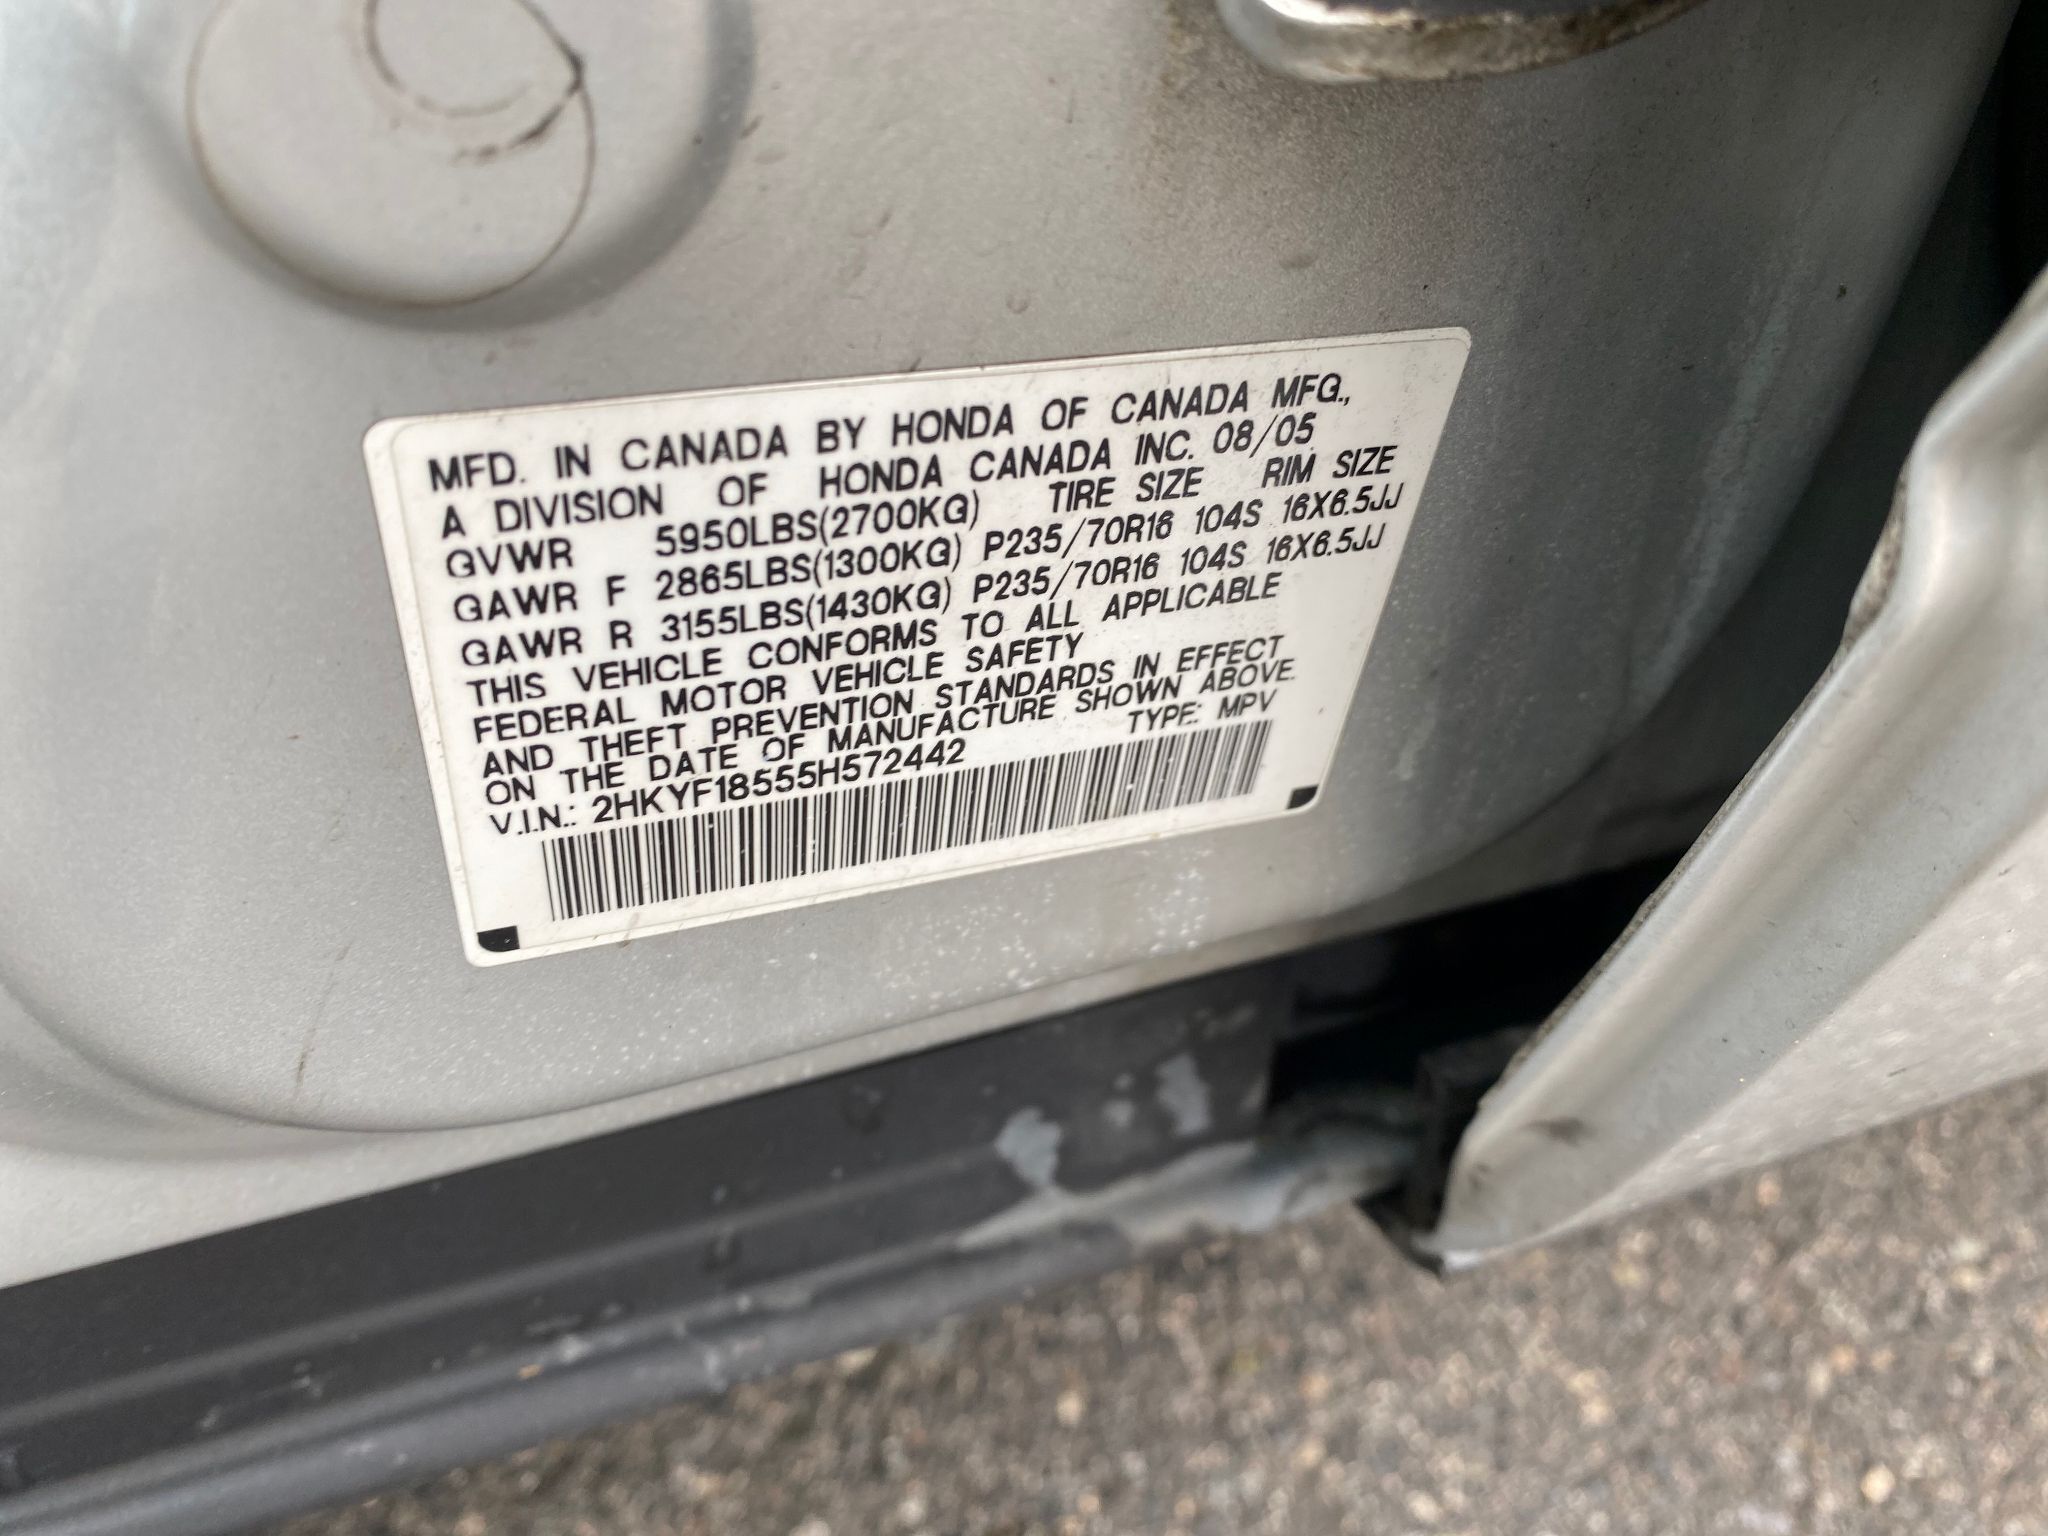 MFD. IN CANADA BY HONDA OF CANADA MFG.,
A DIVISION OF HONDA CANADA INC. 08/05
GVWR 5950LBS(2700KG) TIRE SIZE RIM SIZE
GAWR F 2865LBS(1300KG) P235/70R16 104S 16X6.5JJ
GAWR R 3155LBS(1430KG) P235/70R16 104S 16X6.5JJ
THIS VEHICLE CONFORMS TO ALL APPLICABLE
FEDERAL MOTOR VEHICLE SAFETY
AND THEFT PREVENTION STANDARDS IN EFFECT
ON THE DATE OF MANUFACTURE SHOWN ABOVE.
V.I.N.: 2HKYF18555H572442 TYPE: MPV